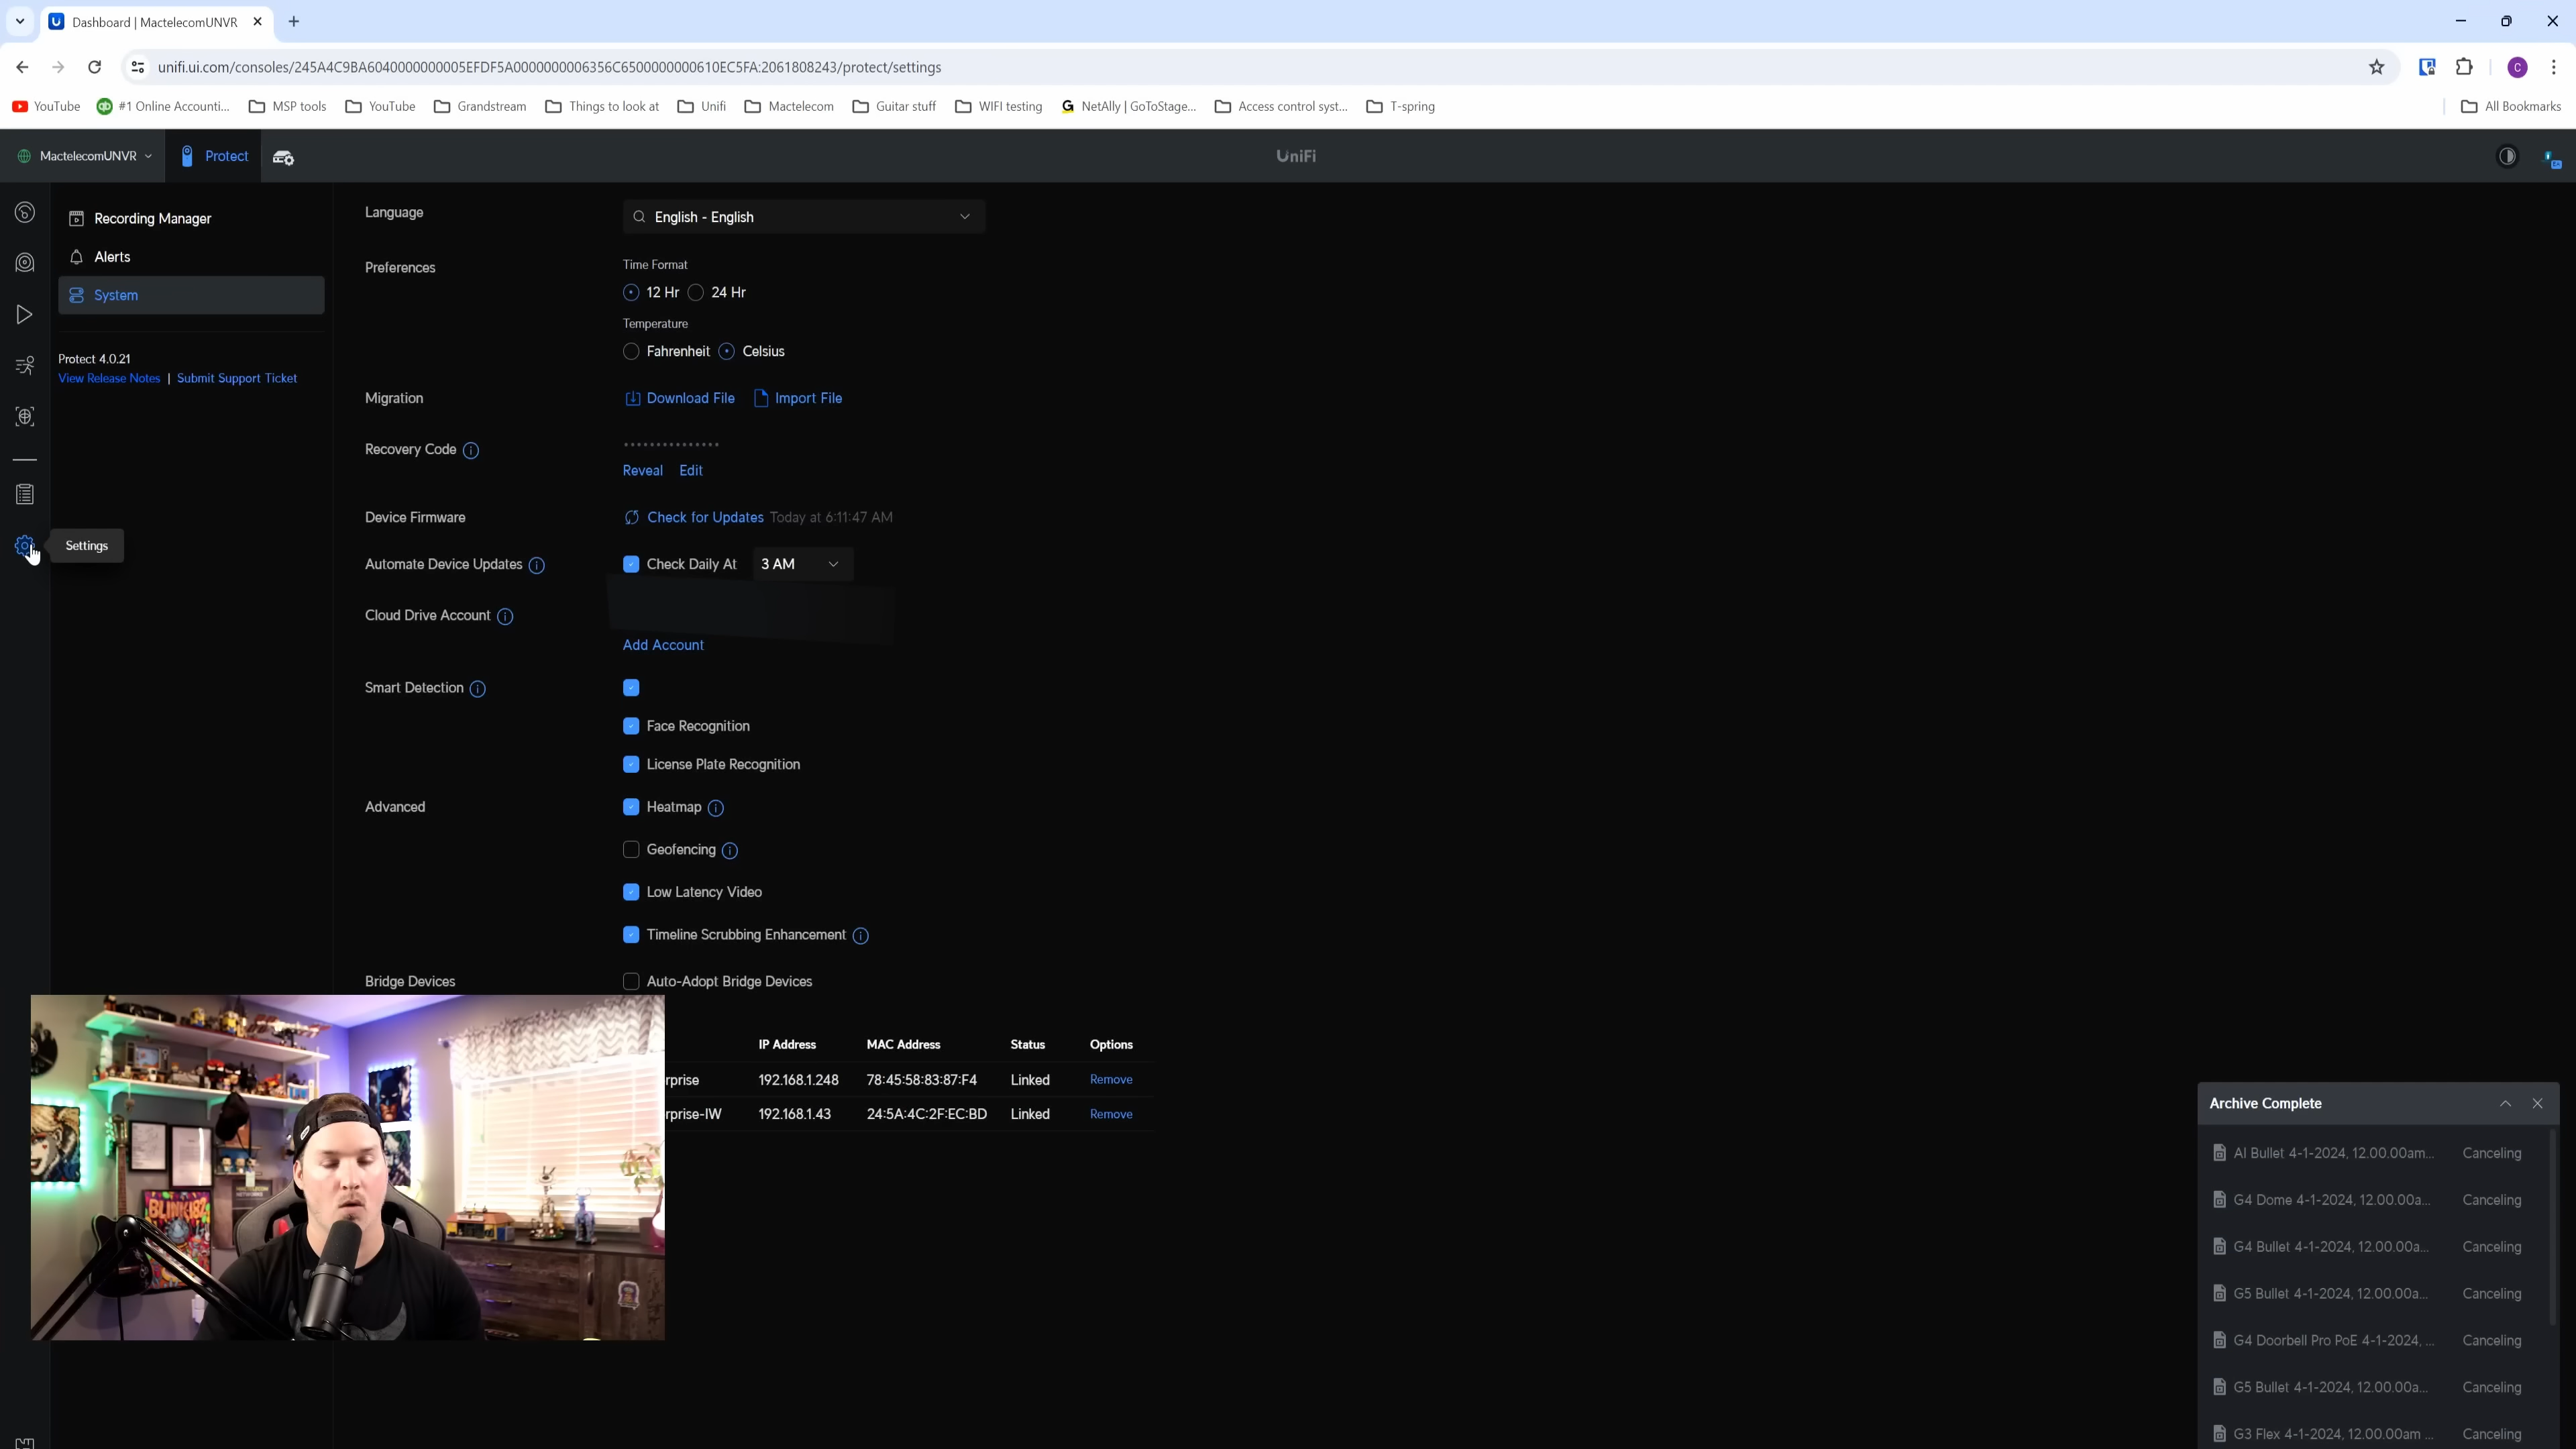 Dashboard | MactelecomUNVR
unifi.ui.com/consoles/245A4C9BA6040000000005EFDF5A0000000006356C6500000000610EC5FA:2061808243/protect/settings
C
YouTube
#1 Online Accounti...
MSP tools
YouTube
Grandstream
Things to look at
Unifi
Mactelecom
Guitar stuff
WIFI testing
NetAlly | GoToStage...
Access control syst...
T-spring
All Bookmarks
MactelecomUNVR
Protect
UniFi
Recording Manager
Alerts
System
Protect 4.0.21
View Release Notes | Submit Support Ticket
Settings
Language
English - English
Preferences
Time Format
12 Hr 24 Hr
Temperature
Fahrenheit Celsius
Migration
Download File Import File
Recovery Code
Reveal Edit
Device Firmware
Check for Updates Today at 6:11:47 AM
Automate Device Updates
Check Daily At 3 AM
Cloud Drive Account
Add Account
Smart Detection
Face Recognition
License Plate Recognition
Advanced
Heatmap
Geofencing
Low Latency Video
Timeline Scrubbing Enhancement
Bridge Devices
Auto-Adopt Bridge Devices
IP Address MAC Address Status Options
rprise 192.168.1.248 78:45:58:83:87:F4 Linked Remove
rprise-IW 192.168.1.43 24:5A:4C:2F:EC:BD Linked Remove
BLINK182
Archive Complete
AI Bullet 4-1-2024, 12.00.00am... Canceling
G4 Dome 4-1-2024, 12.00.00a... Canceling
G4 Bullet 4-1-2024, 12.00.00a... Canceling
G5 Bullet 4-1-2024, 12.00.00a... Canceling
G4 Doorbell Pro PoE 4-1-2024, ... Canceling
G5 Bullet 4-1-2024, 12.00.00a... Canceling
G3 Flex 4-1-2024, 12.00.00am ... Canceling